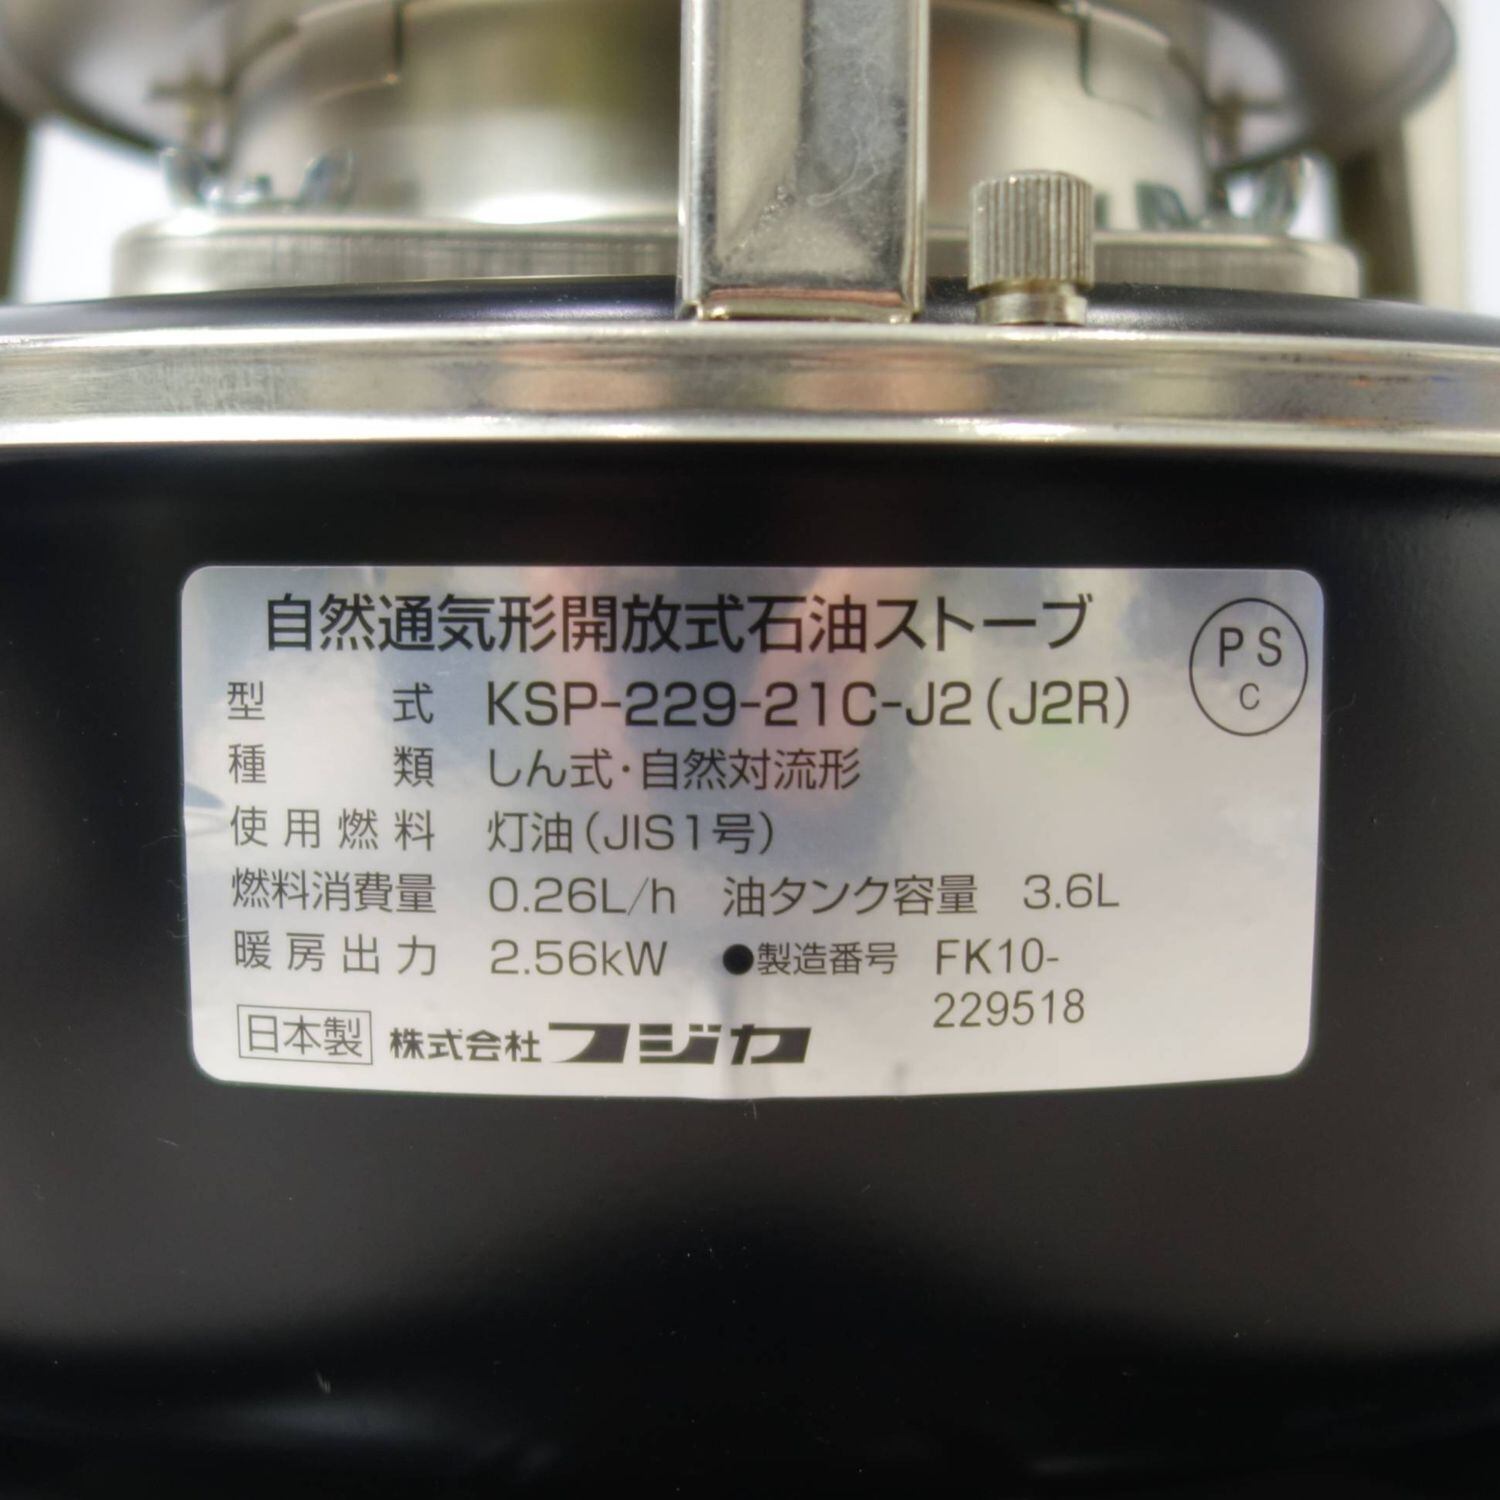 自然通気形開放式石油ストーブ
PS
C
型式 KSP-229-21C-J2(J2R)
種類 しん式・自然対流形
使用燃料 灯油(JIS1号)
燃料消費量 0.26L/h 油タンク容量 3.6L
暖房出力 2.56kW ●製造番号 FK10-
229518
日本製 株式会社フジカ